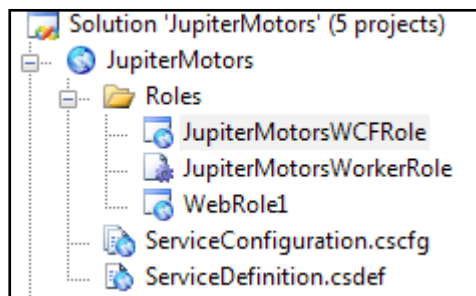 Solution 'JupiterMotors' (5 projects)
JupiterMotors
Roles
JupiterMotorsWCFRole
JupiterMotorsWorkerRole
WebRole1
ServiceConfiguration.cscfg
ServiceDefinition.csdef